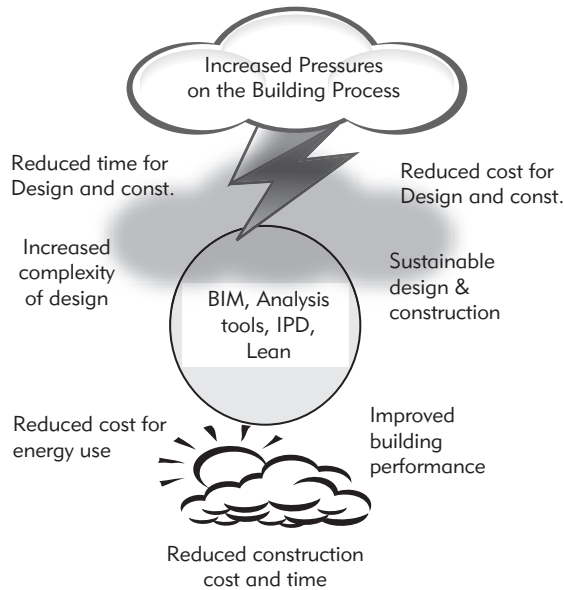 Increased Pressures
on the Building Process
Reduced time for
Design and const.
Reduced cost for
Design and const.
Increased
complexity
of design
Sustainable
design &
construction
BIM, Analysis
tools, IPD,
Lean
Reduced cost for
energy use
Improved
building
performance
Reduced construction
cost and time